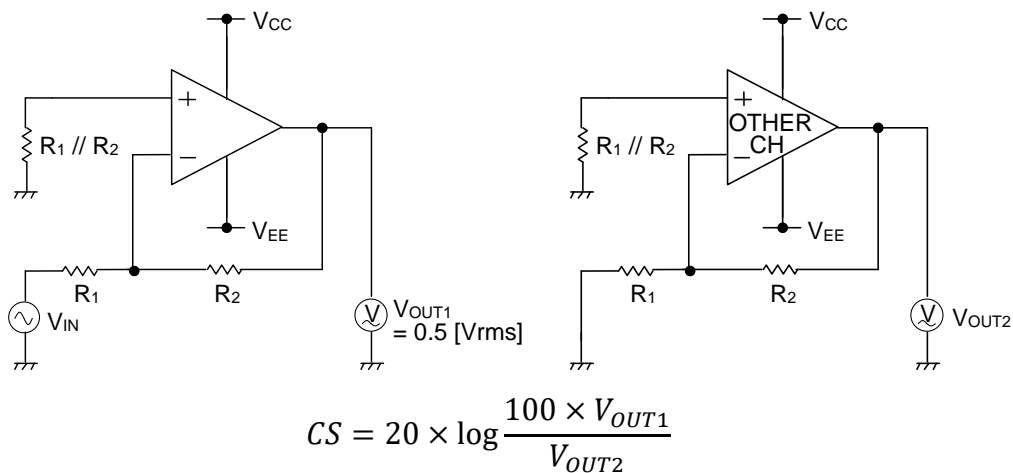 VCC
+
R1 // R2
−
VEE
R1
R2
VIN
V
VOUT1
= 0.5 [Vrms]
VCC
+
OTHER
CH
R1 // R2
−
VEE
R1
R2
V
VOUT2
CS = 20 × log 100 × VOUT1 / VOUT2